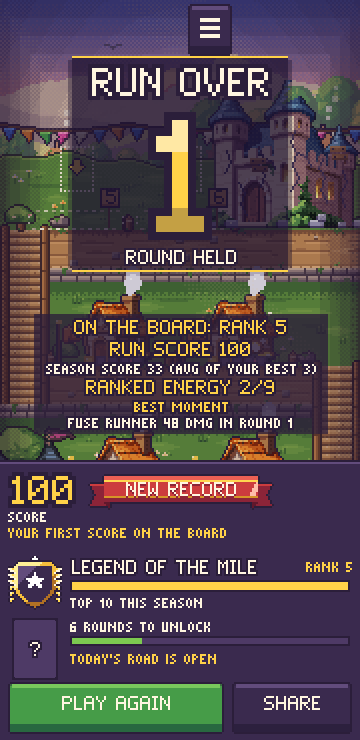 RUN OVER
5
6
1
ROUND HELD
ON THE BOARD: RANK 5
RUN SCORE 100
SEASON SCORE 33 (AUG OF YOUR BEST 3)
RANKED ENERGY 2/9
BEST MOMENT
FUSE RUNNER 48 DMG IN ROUND 1
100
NEW RECORD
SCORE
YOUR FIRST SCORE ON THE BOARD
LEGEND OF THE MILE
RANK 5
TOP 10 THIS SEASON
6 ROUNDS TO UNLOCK
?
TODAY'S ROAD IS OPEN
PLAY AGAIN
SHARE